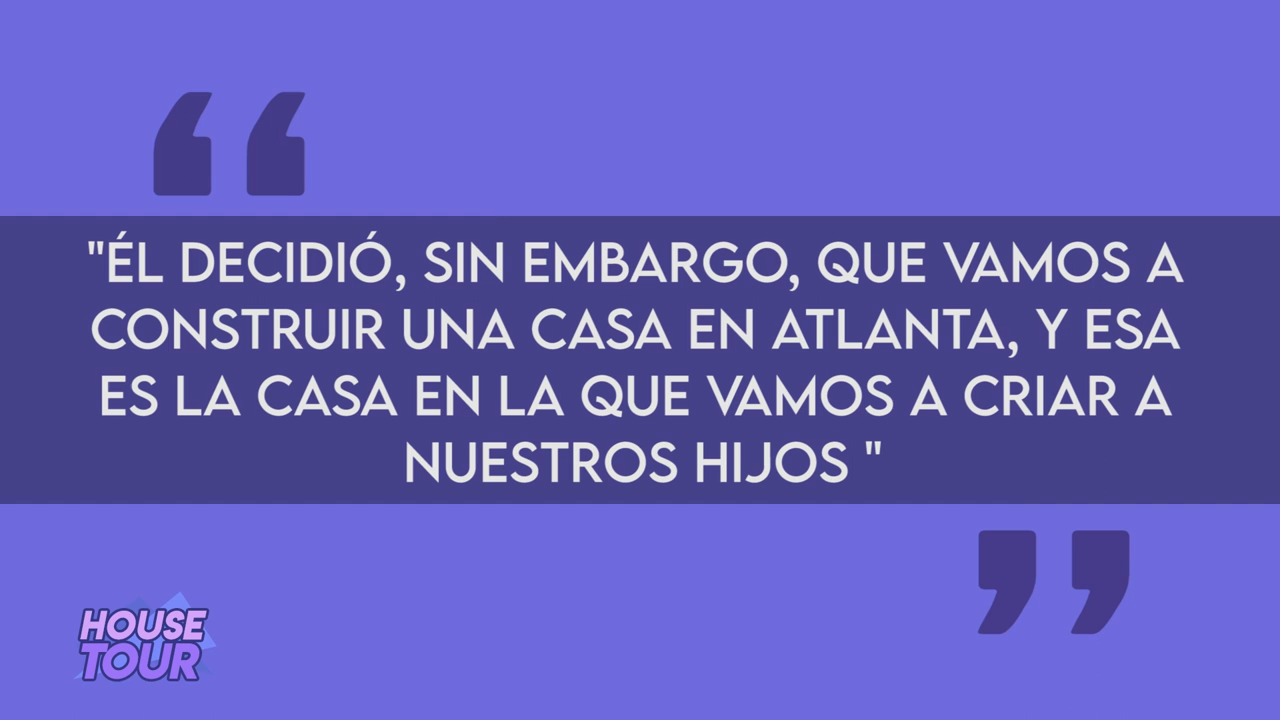 "ÉL DECIDIÓ, SIN EMBARGO, QUE VAMOS A
CONSTRUIR UNA CASA EN ATLANTA, Y ESA
ES LA CASA EN LA QUE VAMOS A CRIAR A
NUESTROS HIJOS "
HOUSE
TOUR